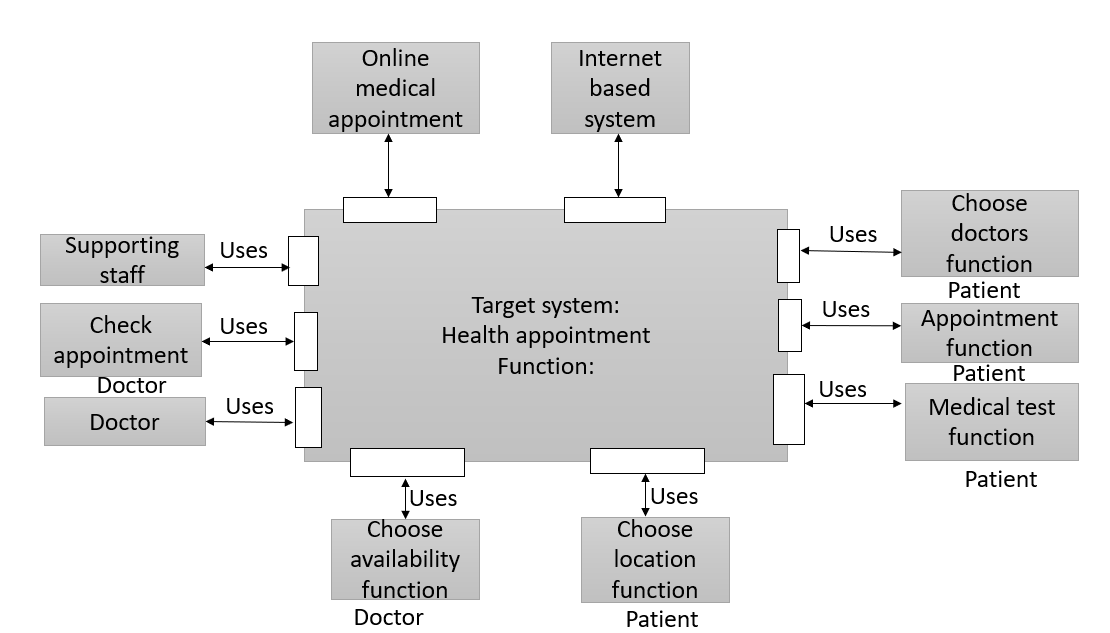 Online
medical
appointment
Internet
based
system
Supporting
staff
Uses
Check
appointment
Doctor
Uses
Doctor
Uses
Target system:
Health appointment
Function:
Uses
Choose
doctors
function
Patient
Uses
Appointment
function
Patient
Uses
Medical test
function
Patient
Uses
Choose
availability
function
Doctor
Uses
Choose
location
function
Patient